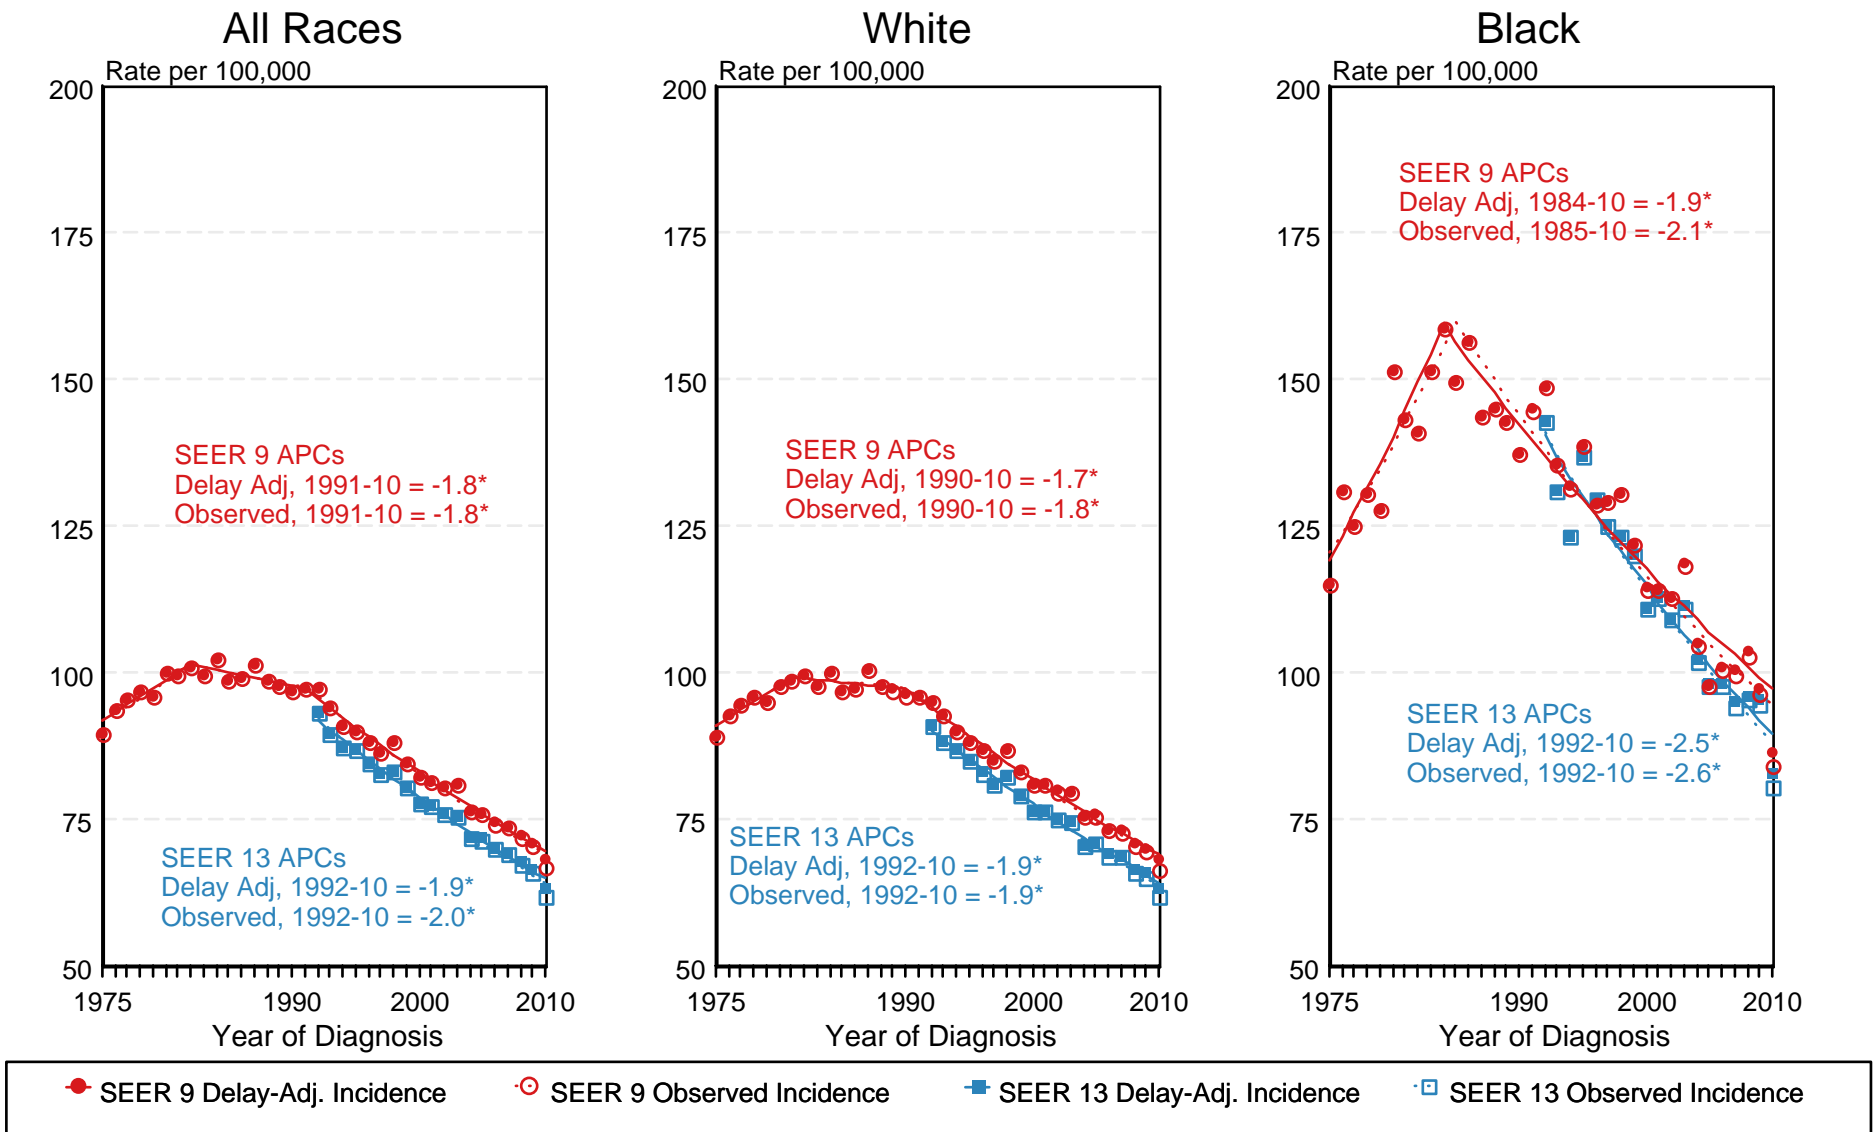 All Races
Rate per 100,000
200
175
150
125
100
75
50
SEER 9 APCs
Delay Adj, 1991-10 = -1.8*
Observed, 1991-10 = -1.8*
SEER 13 APCs
Delay Adj, 1992-10 = -1.9*
Observed, 1992-10 = -2.0*
1975 1990 2000 2010
Year of Diagnosis
White
Rate per 100,000
200
175
150
125
100
75
50
SEER 9 APCs
Delay Adj, 1990-10 = -1.7*
Observed, 1990-10 = -1.8*
SEER 13 APCs
Delay Adj, 1992-10 = -1.9*
Observed, 1992-10 = -1.9*
1975 1990 2000 2010
Year of Diagnosis
Black
Rate per 100,000
200
175
150
125
100
75
50
SEER 9 APCs
Delay Adj, 1984-10 = -1.9*
Observed, 1985-10 = -2.1*
SEER 13 APCs
Delay Adj, 1992-10 = -2.5*
Observed, 1992-10 = -2.6*
1975 1990 2000 2010
Year of Diagnosis
SEER 9 Delay-Adj. Incidence SEER 9 Observed Incidence SEER 13 Delay-Adj. Incidence SEER 13 Observed Incidence